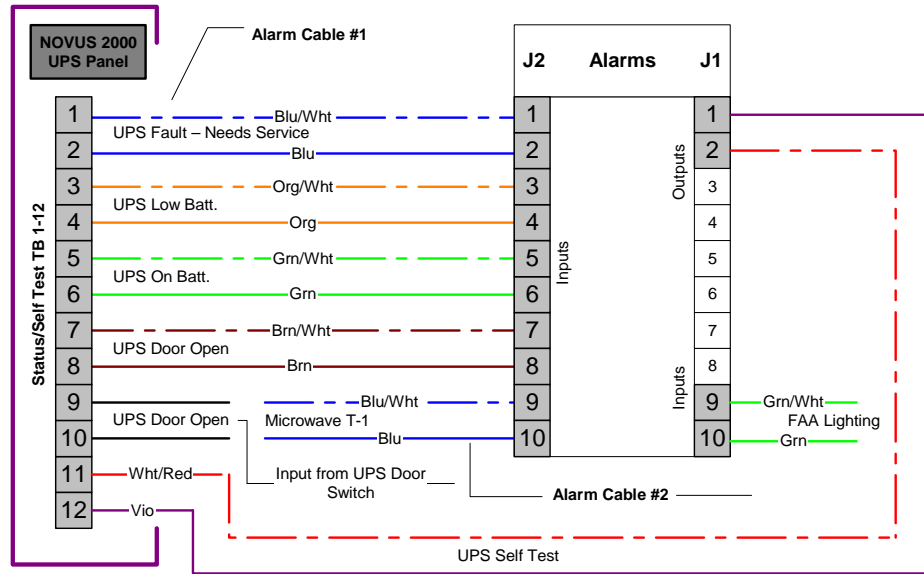 NOVUS 2000
UPS Panel
Alarm Cable #1
J2 Alarms J1
Status/Self Test TB 1-12
1 Blu/Wht 1 1
UPS Fault – Needs Service
2 Blu 2 2
Outputs
3 Org/Wht 3 3
UPS Low Batt.
4 Org 4 4
5 Grn/Wht 5 5
UPS On Batt.
Inputs
6 Grn 6 6
7 Brn/Wht 7 7
UPS Door Open
8 Brn 8 8
Inputs
9 Blu/Wht 9 9 Grn/Wht
UPS Door Open Microwave T-1 FAA Lighting
10 Blu 10 10 Grn
11 Wht/Red
Input from UPS Door
Switch
Alarm Cable #2
12 Vio
UPS Self Test